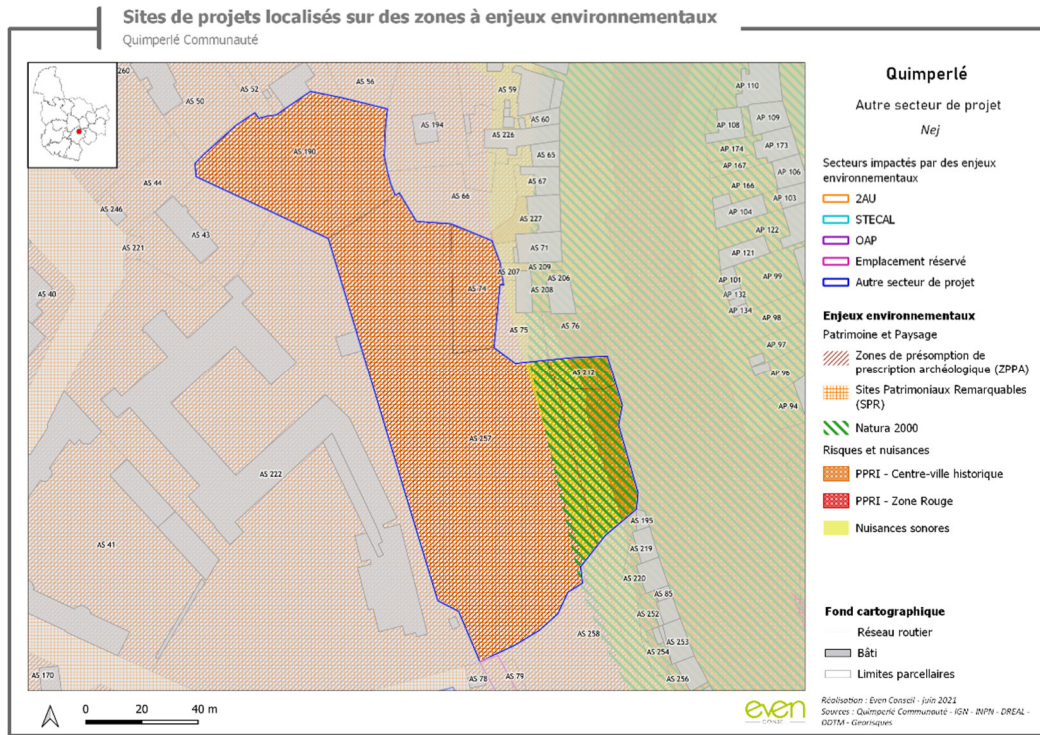 Sites de projets localisés sur des zones à enjeux environnementaux
Quimperlé Communauté
260
AS 50
AS 52
AS 56
AS 194
AS 59
AS 226
AS 60
AS 65
AS 67
AS 190
AS 44
AS 246
AS 43
AS 221
AS 40
AS 66
AS 227
AS 71
AS 207
AS 209
AS 206
AS 208
AS 74
AS 75
AS 76
AS 212
AS 257
AS 222
AS 41
AS 195
AS 219
AS 220
AS 85
AS 252
AS 253
AS 254
AS 256
AS 258
AS 78
AS 79
AS 170
AP 110
AP 108
AP 109
AP 174
AP 173
AP 167
AP 106
AP 166
AP 103
AP 104
AP 122
AP 121
AP 101
AP 99
AP 132
AP 134
AP 98
AP 97
AP 96
AP 94
0 20 40 m
Quimperlé
Autre secteur de projet
Nej
Secteurs impactés par des enjeux
environnementaux
2AU
STECAL
OAP
Emplacement réservé
Autre secteur de projet
Enjeux environnementaux
Patrimoine et Paysage
Zones de présomption de
prescription archéologique (ZPPA)
Sites Patrimoniaux Remarquables
(SPR)
Natura 2000
Risques et nuisances
PPRI - Centre-ville historique
PPRI - Zone Rouge
Nuisances sonores
Fond cartographique
Réseau routier
Bâti
Limites parcellaires
even
CONSEIL
Réalisation : Even Conseil - juin 2021
Sources : Quimperlé Communauté - IGN - INPN - DREAL -
DDTM - Georisques